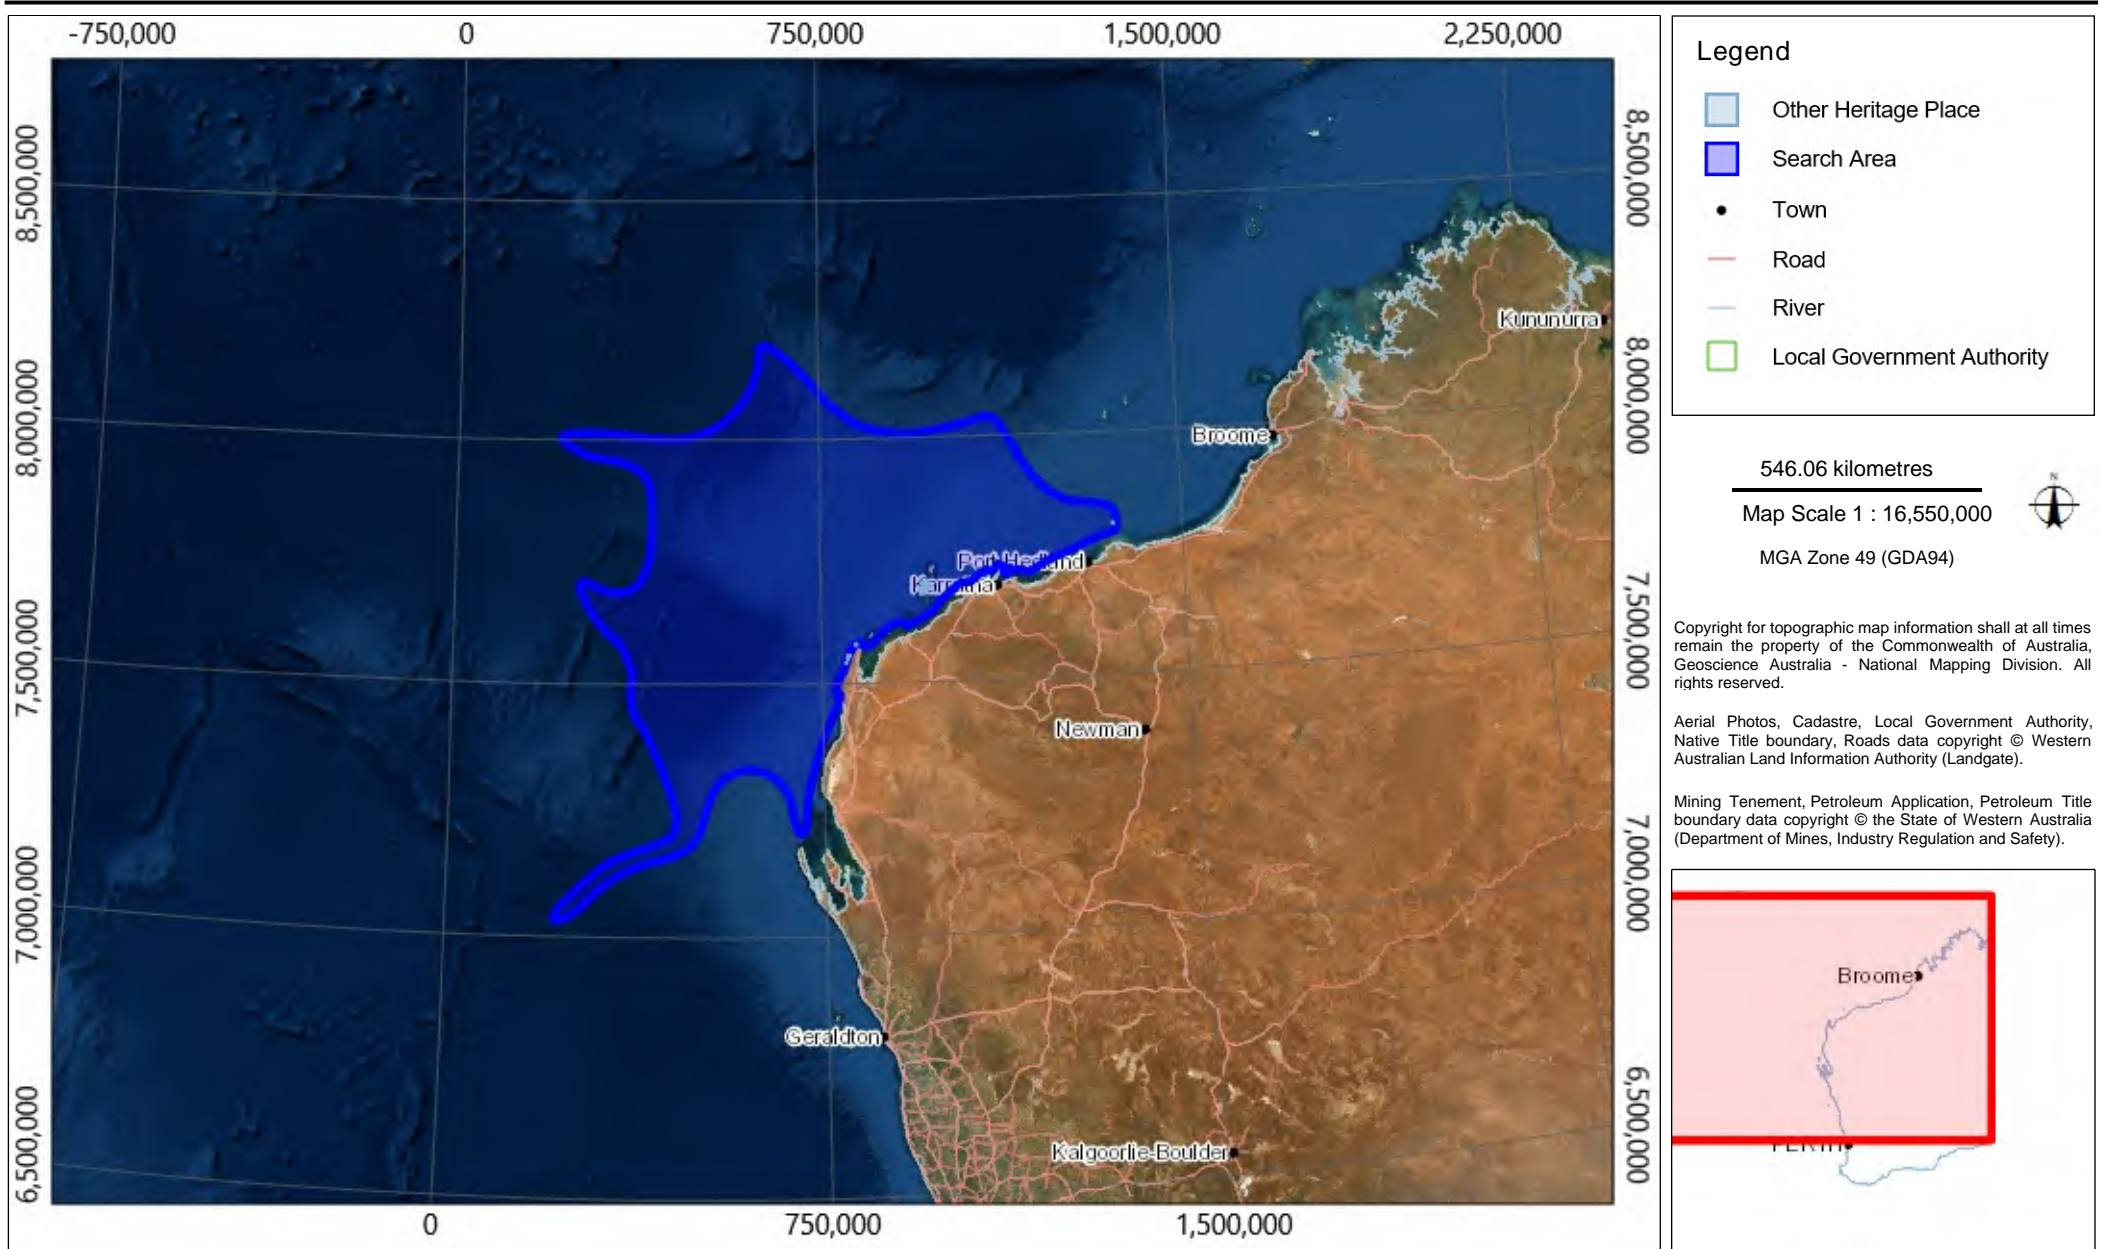 -750,000
0
750,000
1,500,000
2,250,000
8,500,000
8,000,000
7,500,000
7,000,000
6,500,000
8,500,000
8,000,000
7,500,000
7,000,000
6,500,000
Kununurra
Broome
Port Hedland
Karratha
Newman
Geraldton
Kalgoorlie-Boulder
0
750,000
1,500,000
Legend
Other Heritage Place
Search Area
Town
Road
River
Local Government Authority
546.06 kilometres
Map Scale 1 : 16,550,000
MGA Zone 49 (GDA94)
N
Copyright for topographic map information shall at all times
remain the property of the Commonwealth of Australia,
Geoscience Australia - National Mapping Division. All
rights reserved.
Aerial Photos, Cadastre, Local Government Authority,
Native Title boundary, Roads data copyright © Western
Australian Land Information Authority (Landgate).
Mining Tenement, Petroleum Application, Petroleum Title
boundary data copyright © the State of Western Australia
(Department of Mines, Industry Regulation and Safety).
Broome
PERTH